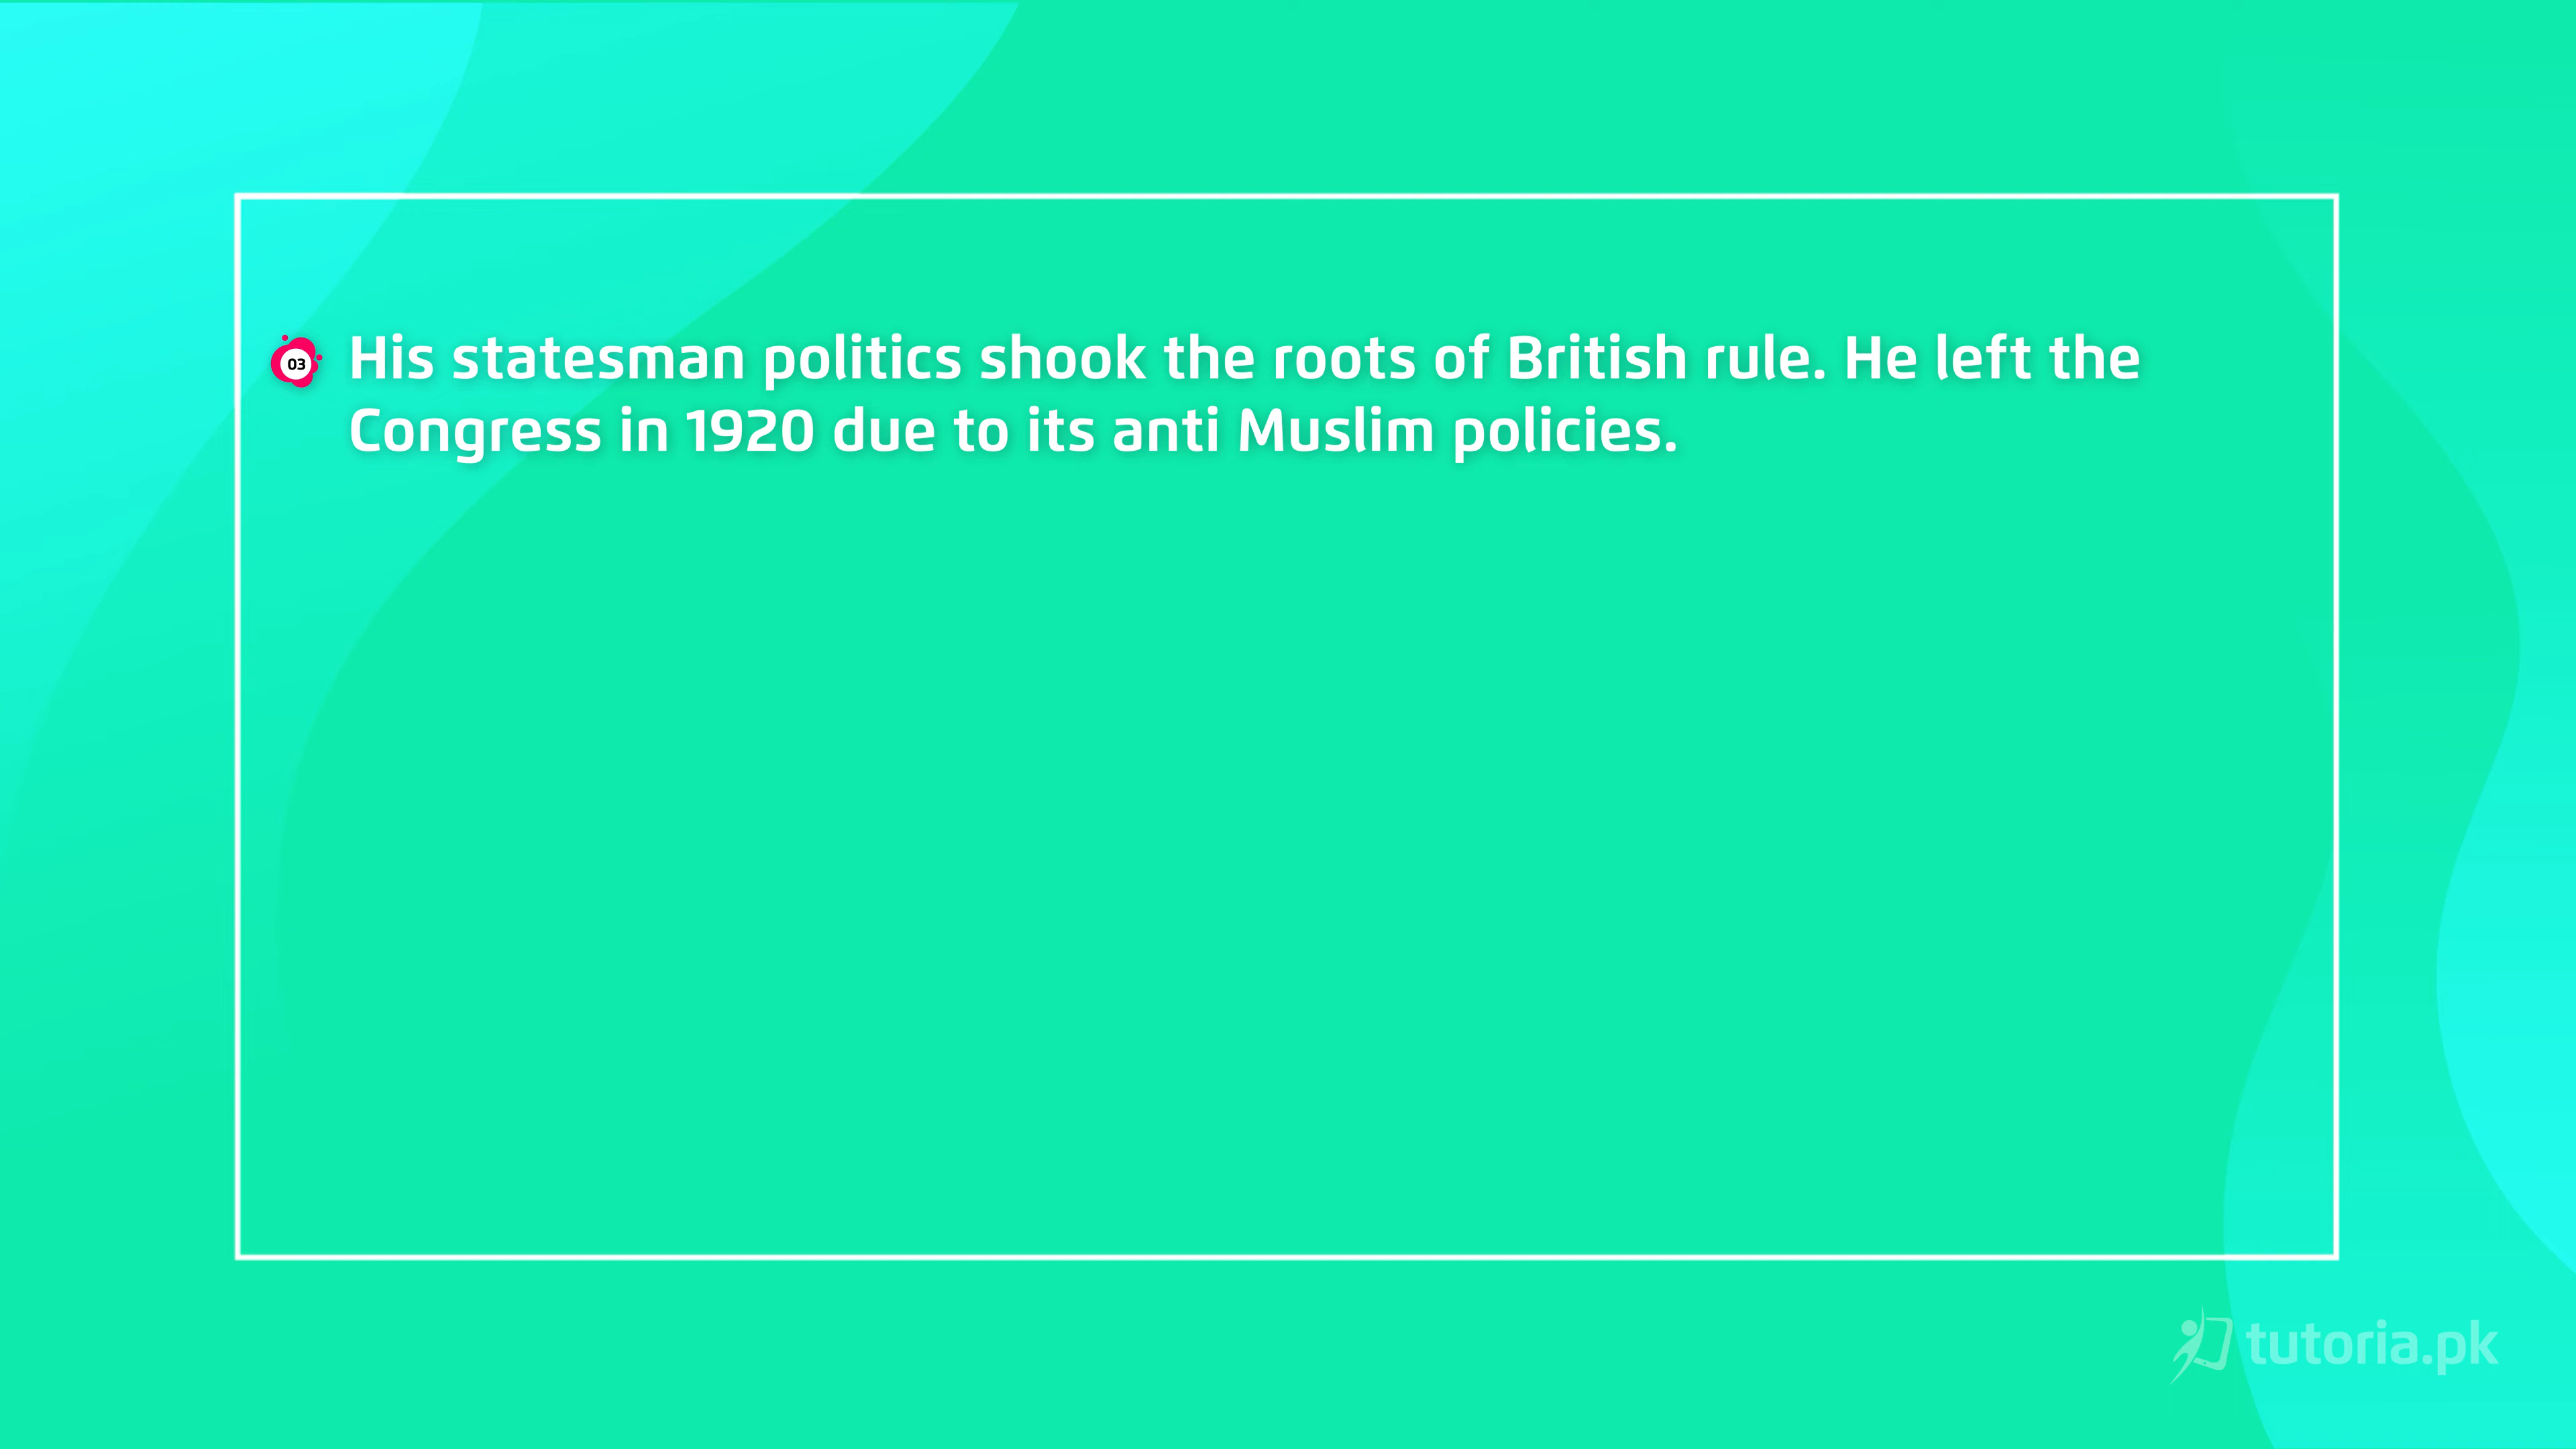 03 His statesman politics shook the roots of British rule. He left the
Congress in 1920 due to its anti Muslim policies.
tutoria.pk